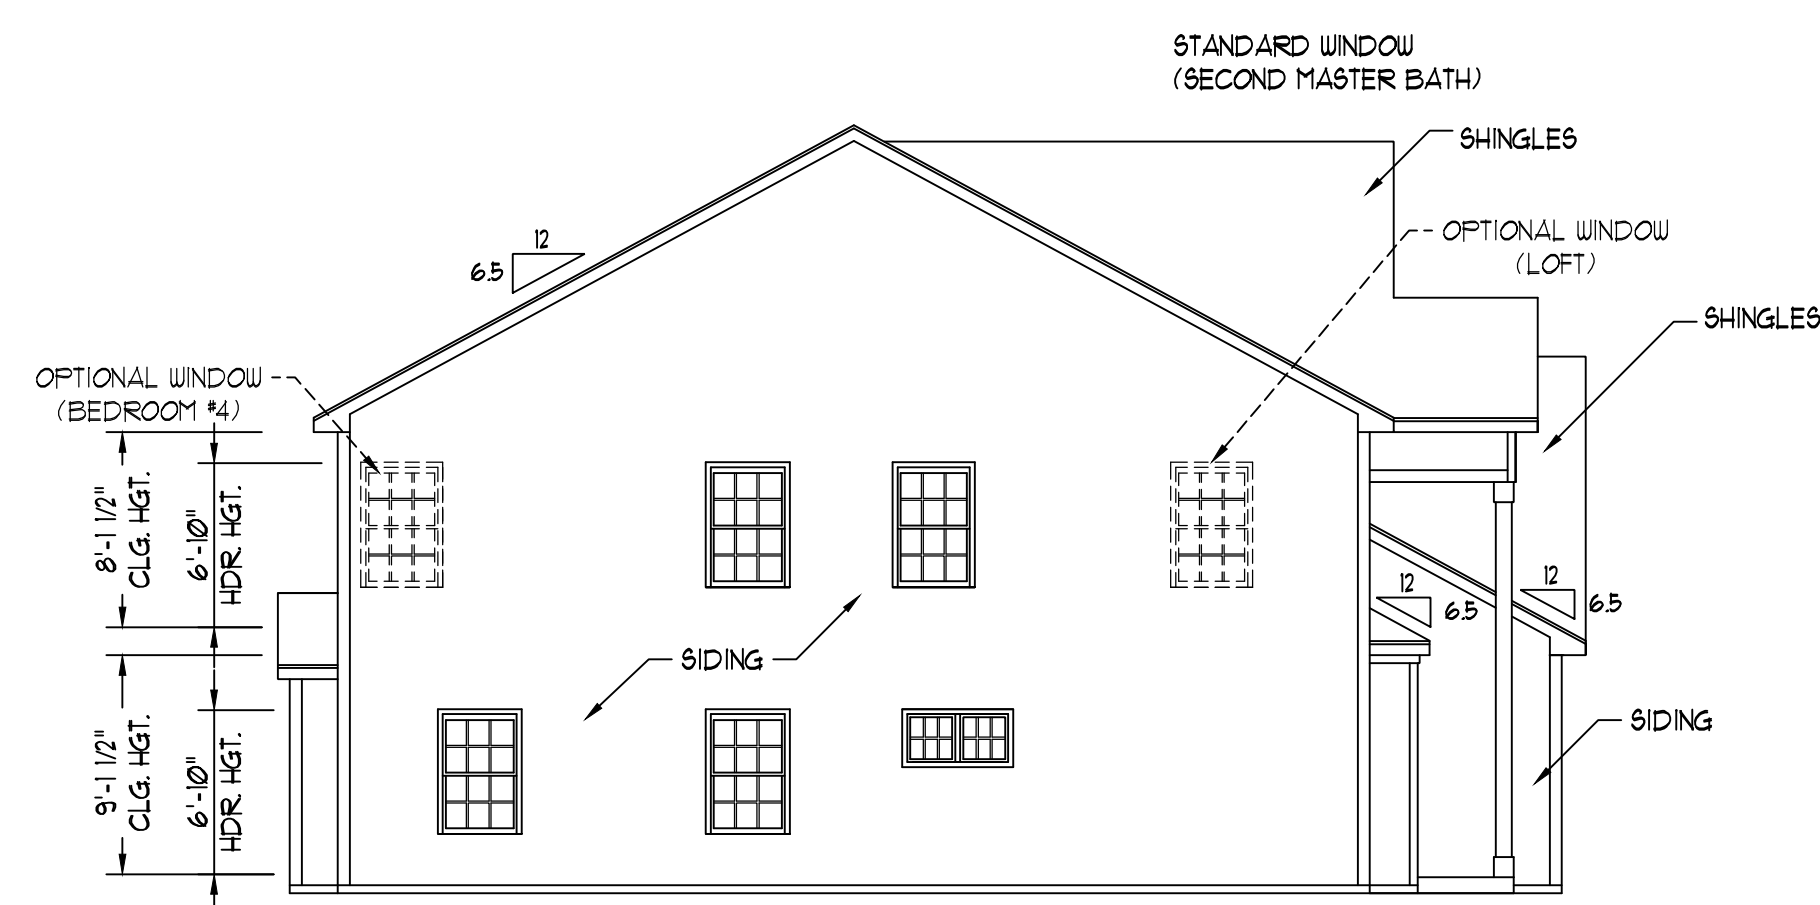 STANDARD WINDOW
(SECOND MASTER BATH)
SHINGLES
OPTIONAL WINDOW
(LOFT)
12
6.5
SHINGLES
OPTIONAL WINDOW
(BEDROOM #4)
8'-1 1/2"
CLG. HGT.
6'-10"
HDR. HGT.
12
6.5
12
6.5
SIDING
SIDING
9'-1 1/2"
CLG. HGT.
6'-10"
HDR. HGT.